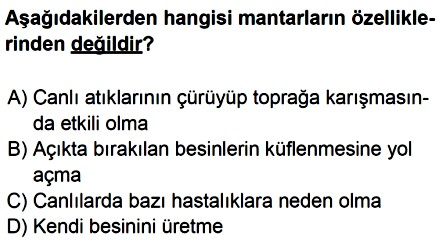 Aşağıdakilerden hangisi mantarların özellikle-
rinden değildir?
A) Canlı atıklarının çürüyüp toprağa karışmasın-
da etkili olma
B) Açıkta bırakılan besinlerin küflenmesine yol
açma
C) Canlılarda bazı hastalıklara neden olma
D) Kendi besinini üretme